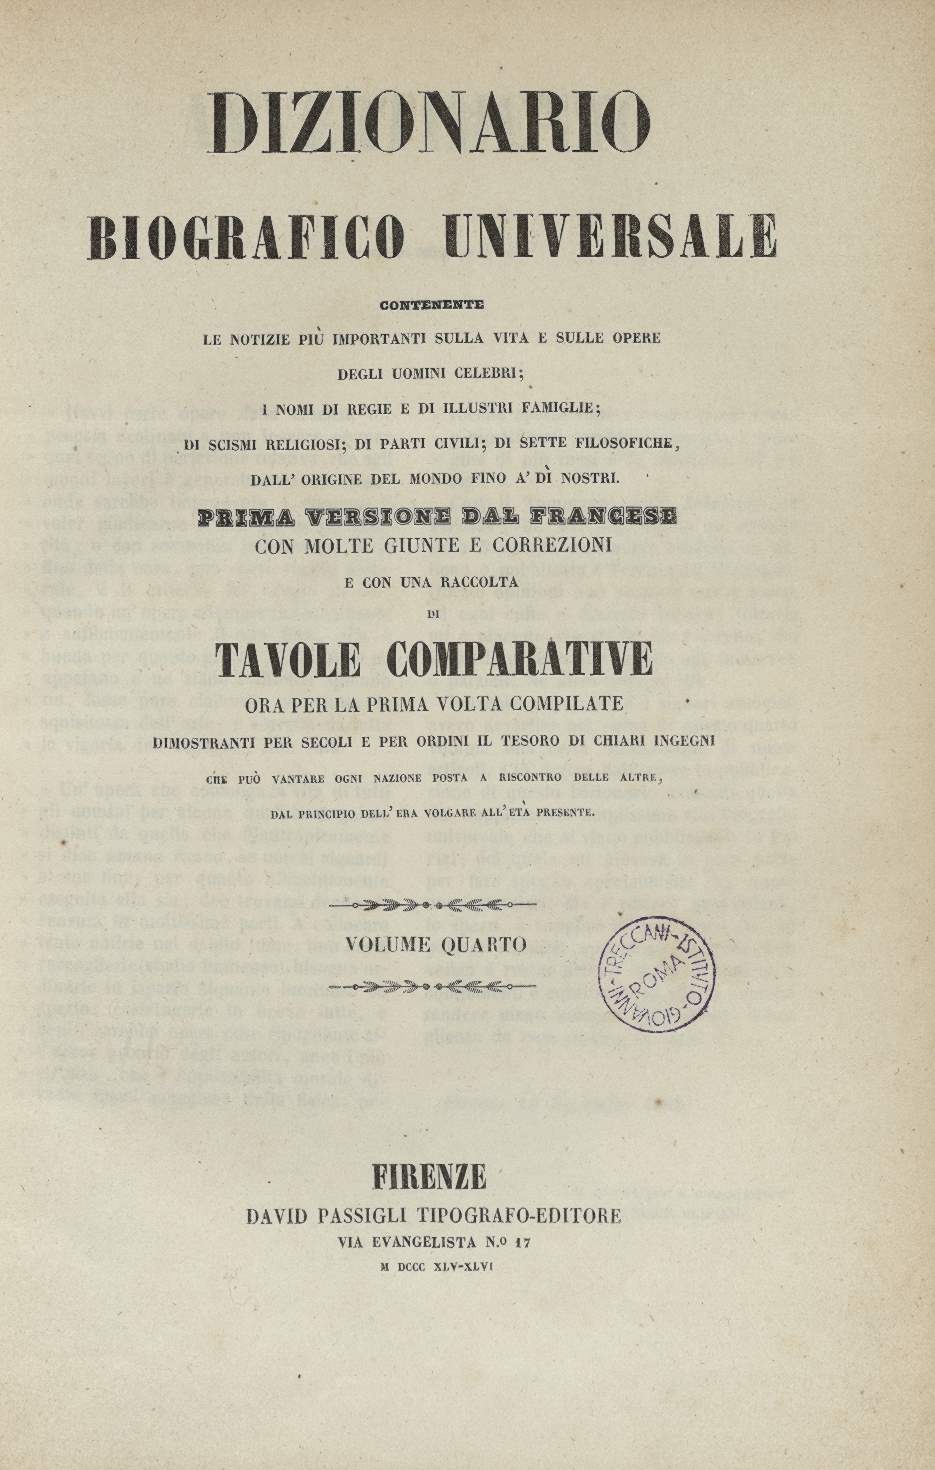 DIZIONARIO
BIOGRAFICO UNIVERSALE
CONTENENTE
LE NOTIZIE PIÙ IMPORTANTI SULLA VITA E SULLE OPERE
DEGLI UOMINI CELEBRI;
I NOMI DI REGIE E DI ILLUSTRI FAMIGLIE;
DI SCISMI RELIGIOSI; DI PARTI CIVILI; DI SETTE FILOSOFICHE,
DALL' ORIGINE DEL MONDO FINO A' DÌ NOSTRI.
PRIMA VERSIONE DAL FRANCESE
CON MOLTE GIUNTE E CORREZIONI
E CON UNA RACCOLTA
DI
TAVOLE COMPARATIVE
ORA PER LA PRIMA VOLTA COMPILATE
DIMOSTRANTI PER SECOLI E PER ORDINI IL TESORO DI CHIARI INGEGNI
CHE PUÒ VANTARE OGNI NAZIONE POSTA A RISCONTRO DELLE ALTRE,
DAL PRINCIPIO DELL' ERA VOLGARE ALL' ETÀ PRESENTE.
VOLUME QUARTO
ISTITUTO-GIOVANNI-TRECCANI-
ROMA
FIRENZE
DAVID PASSIGLI TIPOGRAFO-EDITORE
VIA EVANGELISTA N.º 17
M DCCC XLV-XLVI